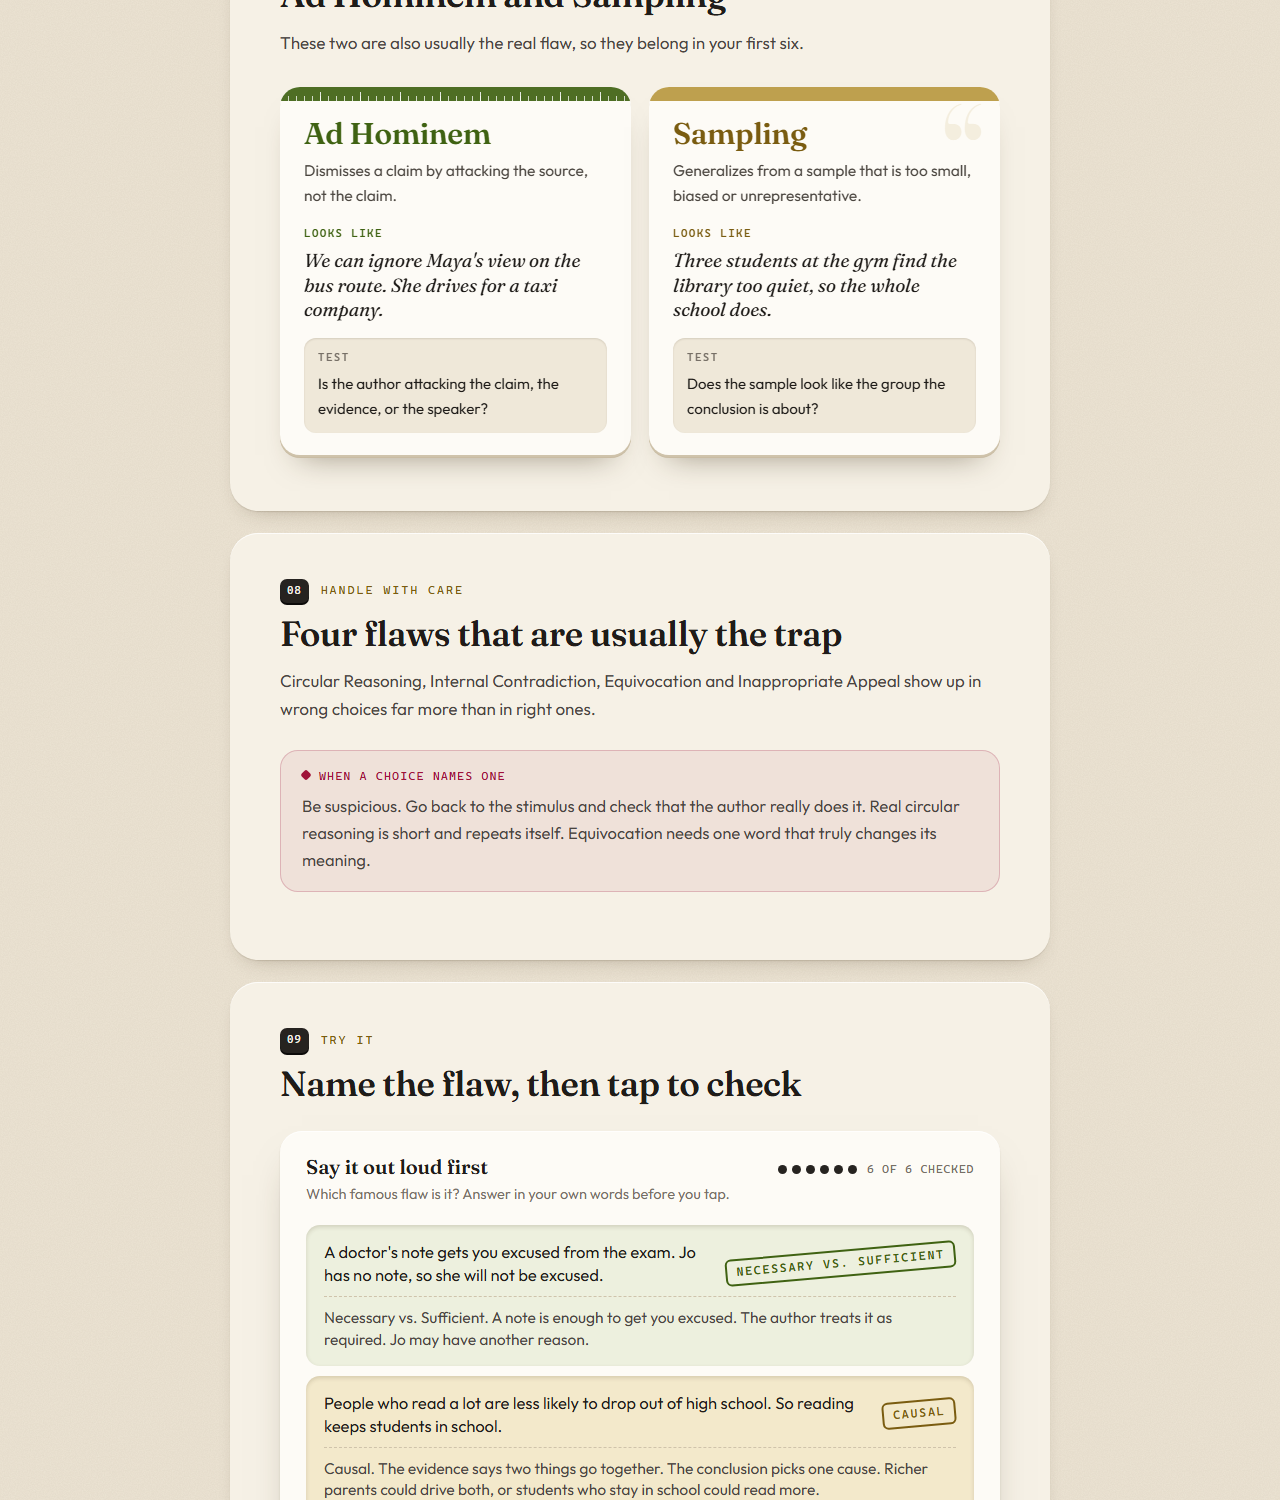 Ad Hominem and Sampling
These two are also usually the real flaw, so they belong in your first six.
Ad Hominem
Dismisses a claim by attacking the source,
not the claim.
LOOKS LIKE
We can ignore Maya's view on the
bus route. She drives for a taxi
company.
TEST
Is the author attacking the claim, the
evidence, or the speaker?
Sampling
Generalizes from a sample that is too small,
biased or unrepresentative.
LOOKS LIKE
Three students at the gym find the
library too quiet, so the whole
school does.
TEST
Does the sample look like the group the
conclusion is about?
08 HANDLE WITH CARE
Four flaws that are usually the trap
Circular Reasoning, Internal Contradiction, Equivocation and Inappropriate Appeal show up in
wrong choices far more than in right ones.
WHEN A CHOICE NAMES ONE
Be suspicious. Go back to the stimulus and check that the author really does it. Real circular
reasoning is short and repeats itself. Equivocation needs one word that truly changes its
meaning.
09 TRY IT
Name the flaw, then tap to check
Say it out loud first
6 OF 6 CHECKED
Which famous flaw is it? Answer in your own words before you tap.
A doctor's note gets you excused from the exam. Jo
has no note, so she will not be excused.
NECESSARY VS. SUFFICIENT
Necessary vs. Sufficient. A note is enough to get you excused. The author treats it as
required. Jo may have another reason.
People who read a lot are less likely to drop out of high school. So reading
keeps students in school.
CAUSAL
Causal. The evidence says two things go together. The conclusion picks one cause. Richer
parents could drive both, or students who stay in school could read more.